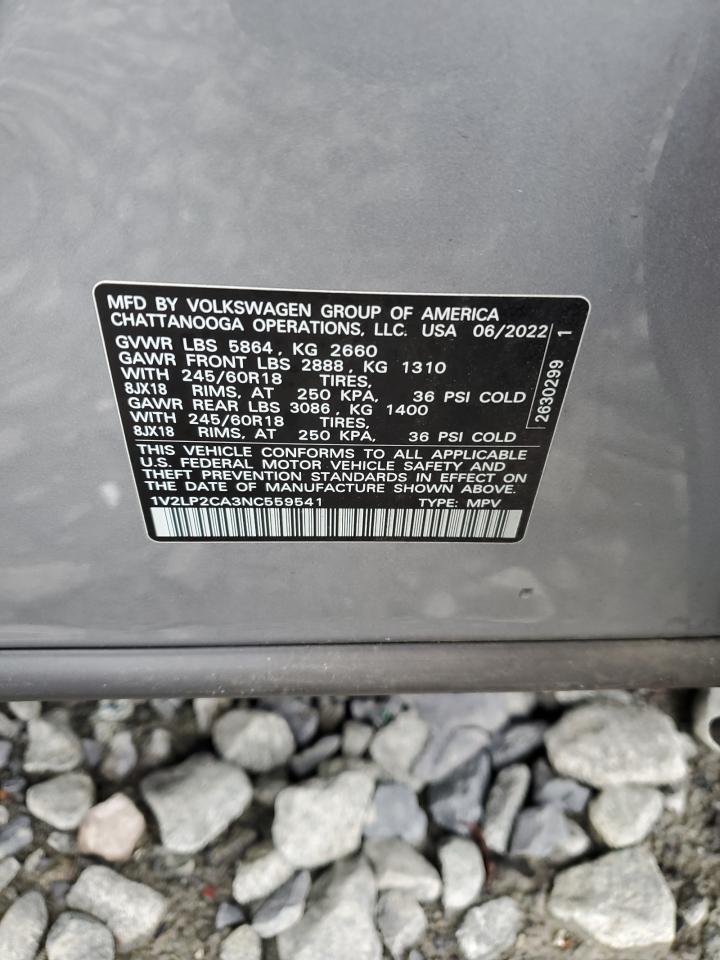 MFD BY VOLKSWAGEN GROUP OF AMERICA
CHATTANOOGA OPERATIONS, LLC. USA 06/2022
GVWR LBS 5864, KG 2660
GAWR FRONT LBS 2888, KG 1310
WITH 245/60R18 TIRES,
8JX18 RIMS, AT 250 KPA, 36 PSI COLD
GAWR REAR LBS 3086, KG 1400
WITH 245/60R18 TIRES,
8JX18 RIMS, AT 250 KPA, 36 PSI COLD
2630299 1
THIS VEHICLE CONFORMS TO ALL APPLICABLE
U.S. FEDERAL MOTOR VEHICLE SAFETY AND
THEFT PREVENTION STANDARDS IN EFFECT ON
THE DATE OF MANUFACTURE SHOWN ABOVE.
1V2LP2CA3NC559541 TYPE: MPV